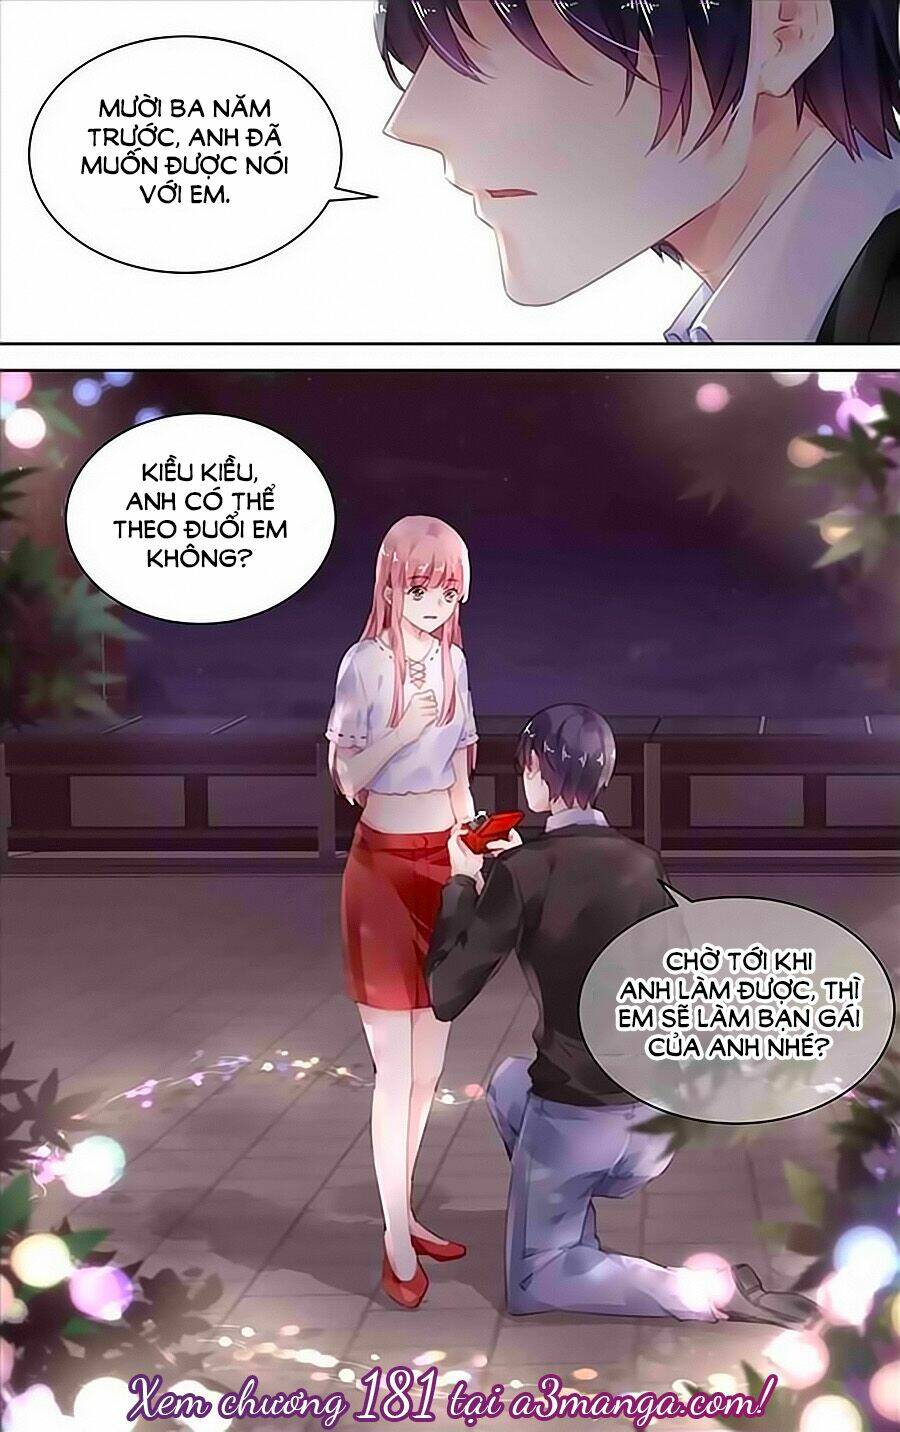 MƯỜI BA NĂM
TRƯỚC, ANH ĐÃ
MUỐN ĐƯỢC NÓI
VỚI EM.
KIỀU KIỀU,
ANH CÓ THỂ
THEO ĐUỔI EM
KHÔNG?
CHỜ TỚI KHI
ANH LÀM ĐƯỢC, THÌ
EM SẼ LÀM BẠN GÁI
CỦA ANH NHÉ?
Xem chương 181 tại a3manga.com!